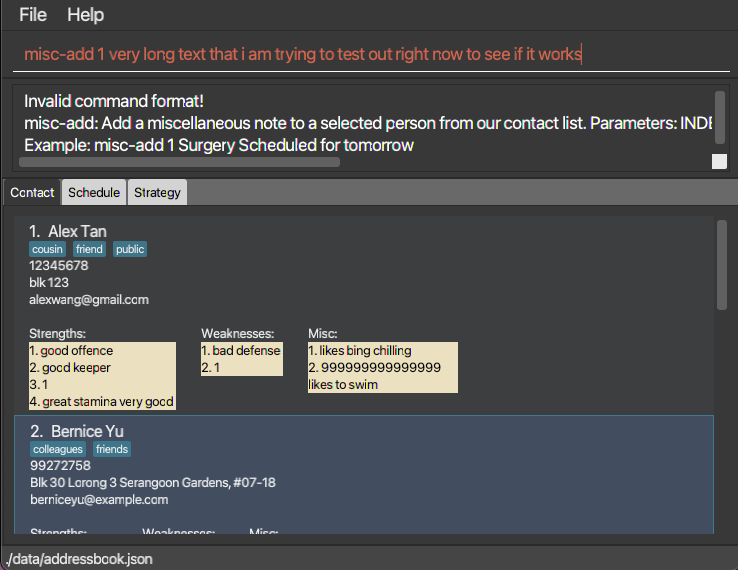 File Help
misc-add 1 very long text that i am trying to test out right now to see if it works
Invalid command format!
misc-add: Add a miscellaneous note to a selected person from our contact list. Parameters: INDE
Example: misc-add 1 Surgery Scheduled for tomorrow
Contact Schedule Strategy
1. Alex Tan
cousin friend public
12345678
blk 123
alexwang@gmail.com
Strengths: Weaknesses: Misc:
1. good offence 1. bad defense 1. likes bing chilling
2. good keeper 2. 1 2. 999999999999999
3. 1 likes to swim
4. great stamina very good
2. Bernice Yu
colleagues friends
99272758
Blk 30 Lorong 3 Serangoon Gardens, #07-18
berniceyu@example.com
Strengths: Weaknesses: Misc:
./data/addressbook.json